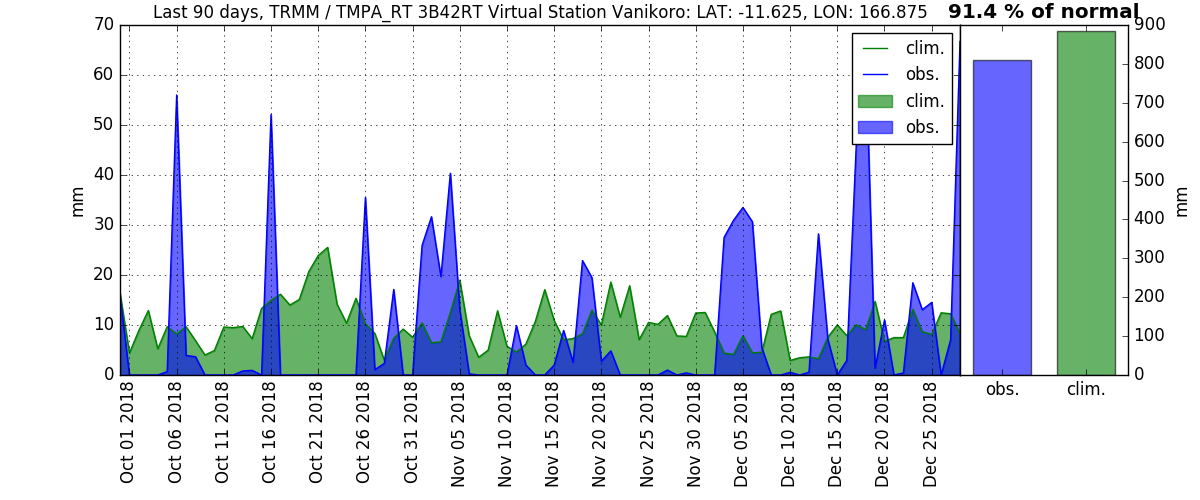 Last 90 days, TRMM / TMPA_RT 3B42RT Virtual Station Vanikoro: LAT: -11.625, LON: 166.875
91.4 % of normal
70
60
50
40
30
20
10
0
mm
clim.
obs.
clim.
obs.
900
800
700
600
500
400
300
200
100
0
mm
obs.
clim.
Oct 01 2018
Oct 06 2018
Oct 11 2018
Oct 16 2018
Oct 21 2018
Oct 26 2018
Oct 31 2018
Nov 05 2018
Nov 10 2018
Nov 15 2018
Nov 20 2018
Nov 25 2018
Nov 30 2018
Dec 05 2018
Dec 10 2018
Dec 15 2018
Dec 20 2018
Dec 25 2018